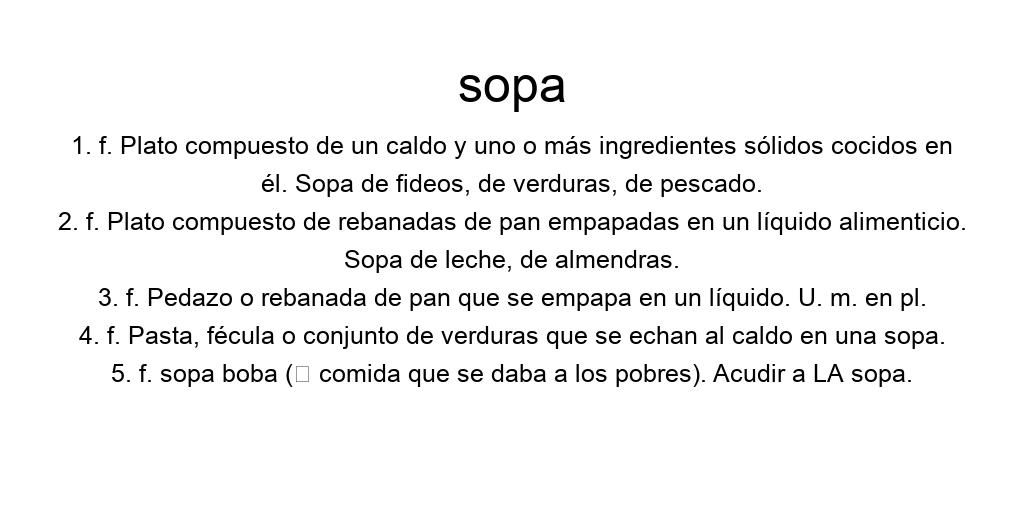 sopa
1. f. Plato compuesto de un caldo y uno o más ingredientes sólidos cocidos en
él. Sopa de fideos, de verduras, de pescado.
2. f. Plato compuesto de rebanadas de pan empapadas en un líquido alimenticio.
Sopa de leche, de almendras.
3. f. Pedazo o rebanada de pan que se empapa en un líquido. U. m. en pl.
4. f. Pasta, fécula o conjunto de verduras que se echan al caldo en una sopa.
5. f. sopa boba (□ comida que se daba a los pobres). Acudir a LA sopa.